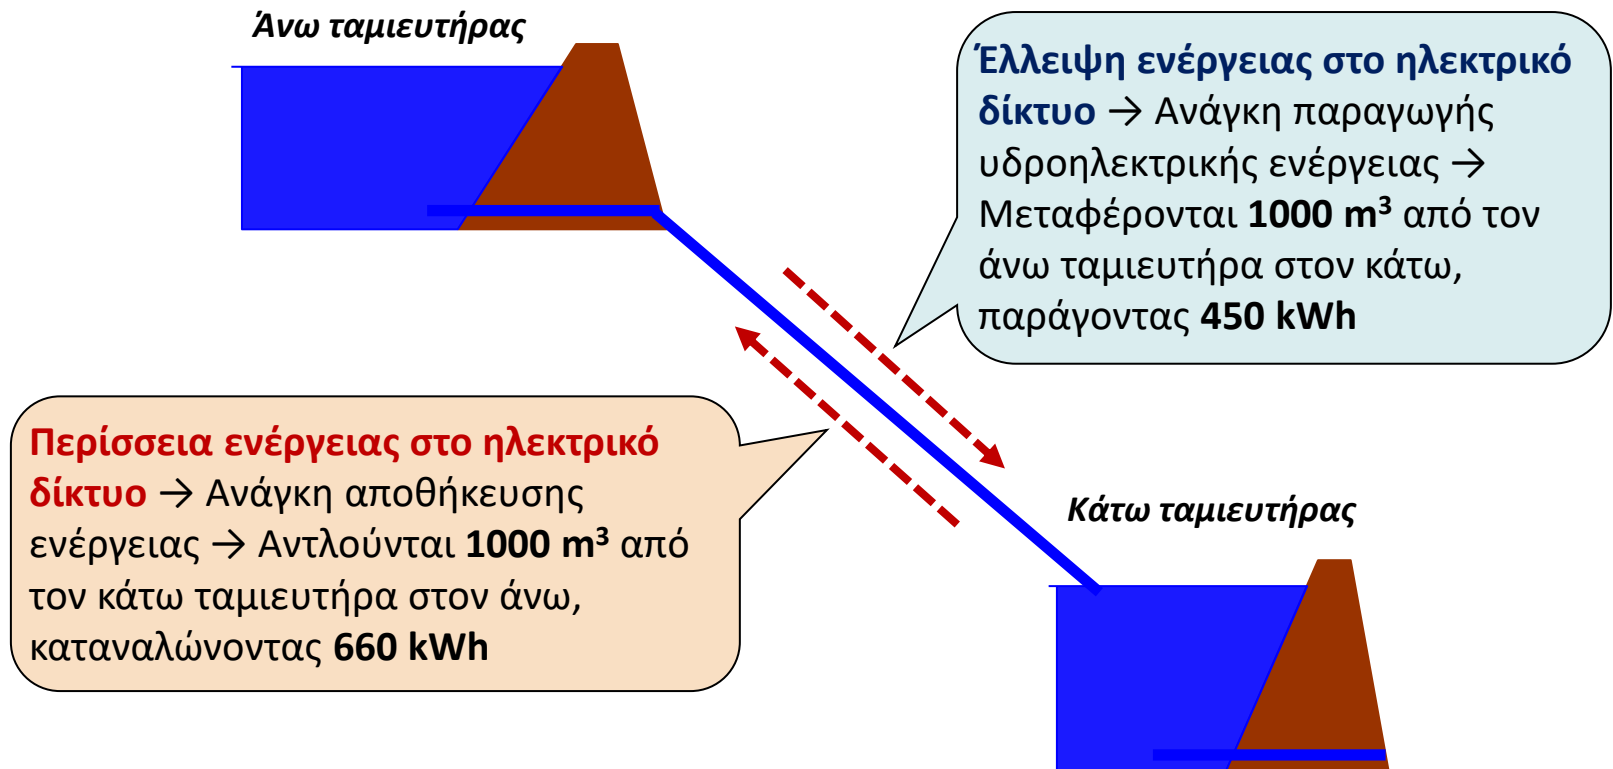 Άνω ταμιευτήρας
Έλλειψη ενέργειας στο ηλεκτρικό
δίκτυο → Ανάγκη παραγωγής
υδροηλεκτρικής ενέργειας →
Μεταφέρονται 1000 m³ από τον
άνω ταμιευτήρα στον κάτω,
παράγοντας 450 kWh
Περίσσεια ενέργειας στο ηλεκτρικό
δίκτυο → Ανάγκη αποθήκευσης
ενέργειας → Αντλούνται 1000 m³ από
τον κάτω ταμιευτήρα στον άνω,
καταναλώνοντας 660 kWh
Κάτω ταμιευτήρας